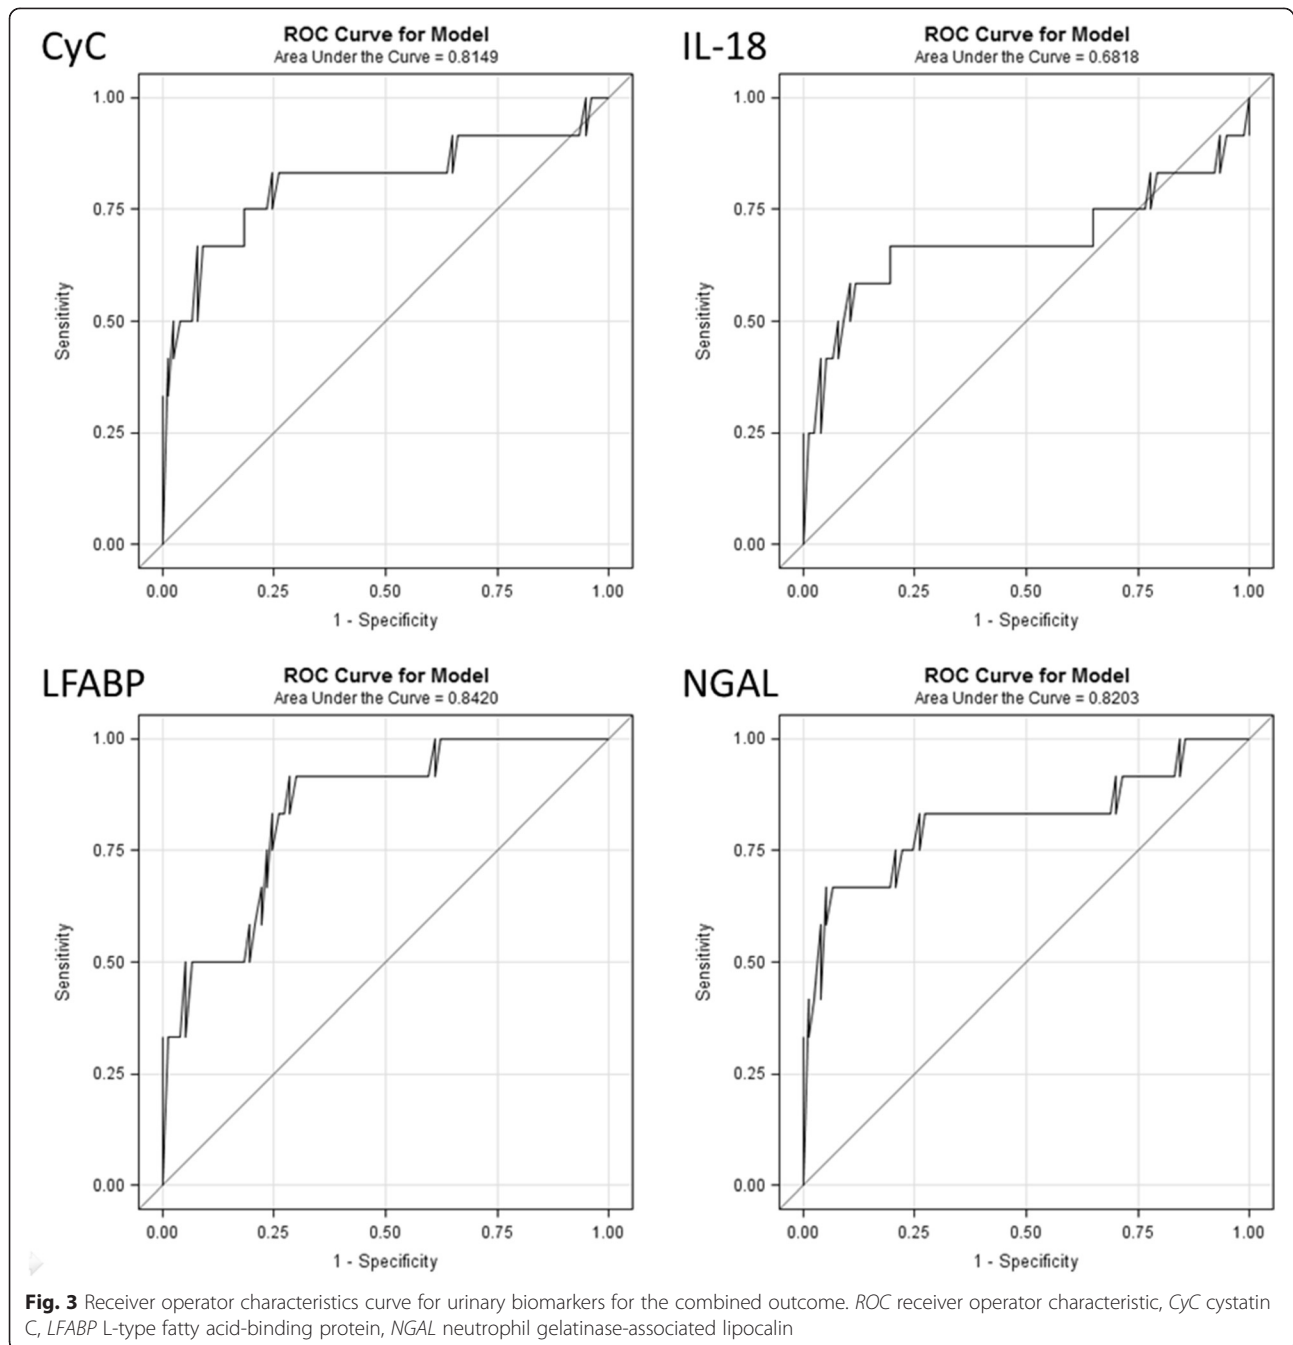 CyC
ROC Curve for Model
Area Under the Curve = 0.8149
1.00
0.75
0.50
0.25
0.00
Sensitivity
0.00 0.25 0.50 0.75 1.00
1 - Specificity
IL-18
ROC Curve for Model
Area Under the Curve = 0.6818
1.00
0.75
0.50
0.25
0.00
Sensitivity
0.00 0.25 0.50 0.75 1.00
1 - Specificity
LFABP
ROC Curve for Model
Area Under the Curve = 0.8420
1.00
0.75
0.50
0.25
0.00
Sensitivity
0.00 0.25 0.50 0.75 1.00
1 - Specificity
NGAL
ROC Curve for Model
Area Under the Curve = 0.8203
1.00
0.75
0.50
0.25
0.00
Sensitivity
0.00 0.25 0.50 0.75 1.00
1 - Specificity
Fig. 3 Receiver operator characteristics curve for urinary biomarkers for the combined outcome. ROC receiver operator characteristic, CyC cystatin
C, LFABP L-type fatty acid-binding protein, NGAL neutrophil gelatinase-associated lipocalin